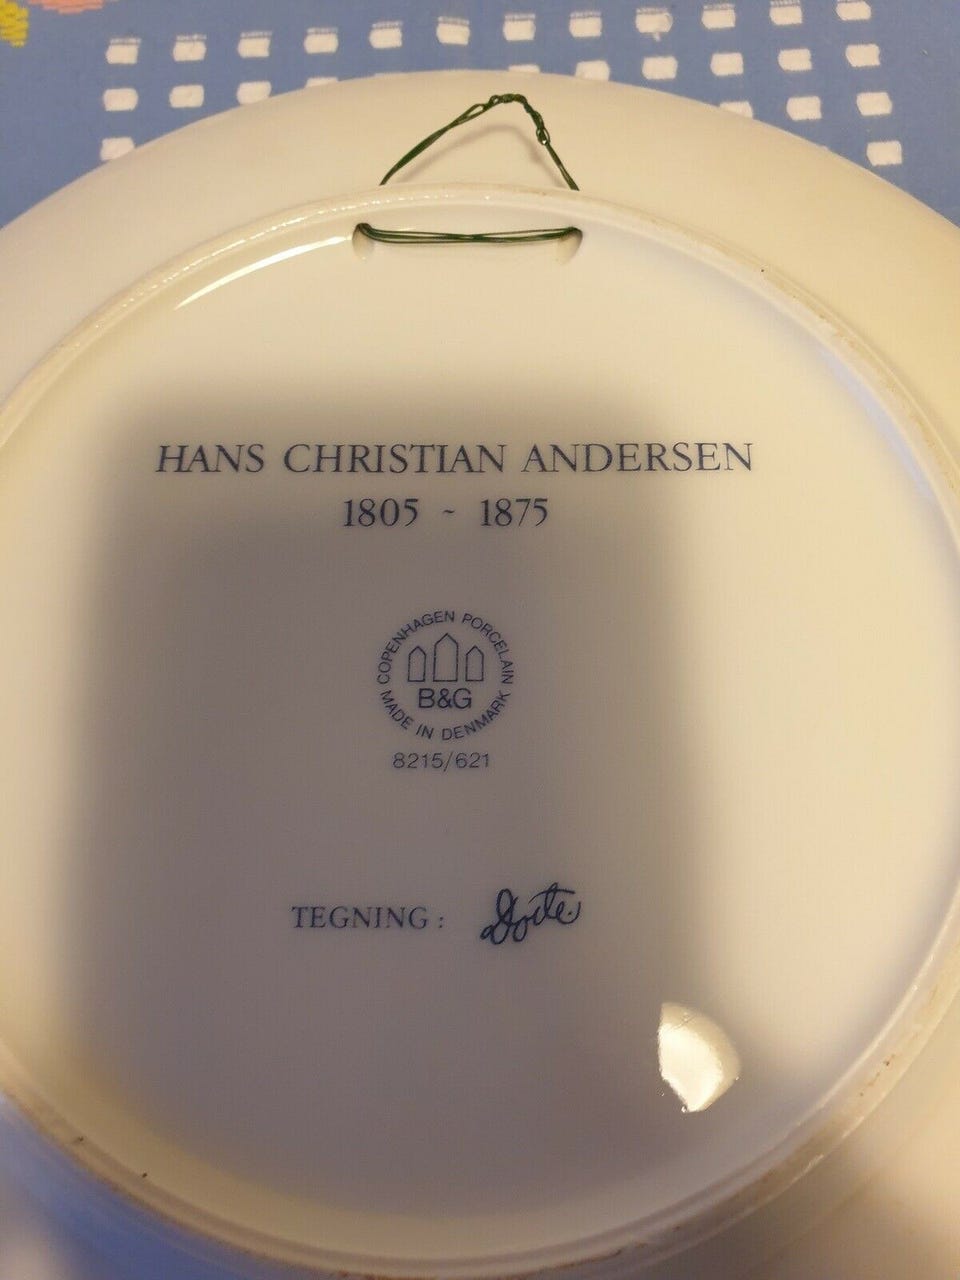 HANS CHRISTIAN ANDERSEN
1805 ~ 1875
COPENHAGEN PORCELAIN
B&G
MADE IN DENMARK
8215/621
TEGNING: Dorte